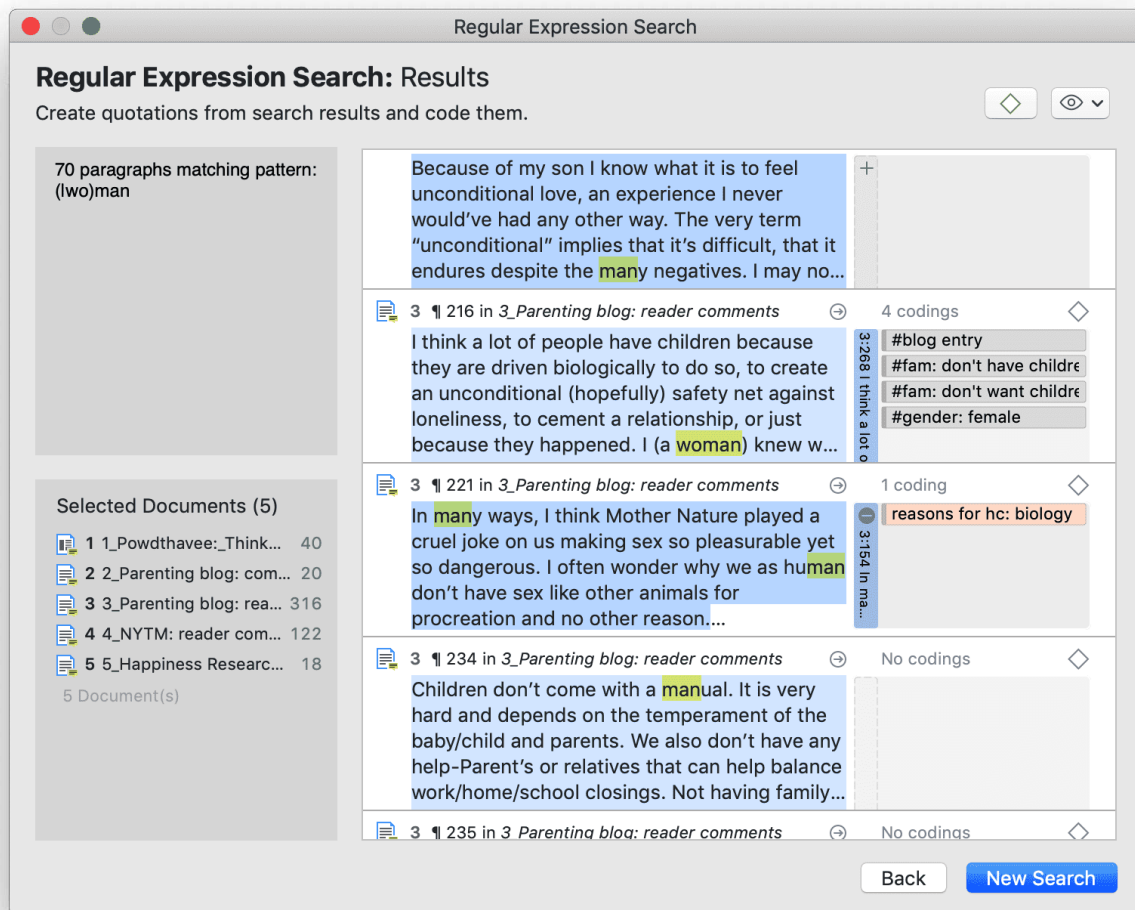 Regular Expression Search
Regular Expression Search: Results
Create quotations from search results and code them.
70 paragraphs matching pattern:
(|wo)man
Selected Documents (5)
1 1_Powdthavee:_Think... 40
2 2_Parenting blog: com... 20
3 3_Parenting blog: rea... 316
4 4_NYTM: reader com... 122
5 5_Happiness Researc... 18
5 Document(s)
Because of my son I know what it is to feel
unconditional love, an experience I never
would’ve had any other way. The very term
“unconditional” implies that it’s difficult, that it
endures despite the many negatives. I may no...
3 ¶ 216 in 3_Parenting blog: reader comments
4 codings
I think a lot of people have children because
they are driven biologically to do so, to create
an unconditional (hopefully) safety net against
loneliness, to cement a relationship, or just
because they happened. I (a woman) knew w...
3:268 I think a lot o
#blog entry
#fam: don't have childre
#fam: don't want childre
#gender: female
3 ¶ 221 in 3_Parenting blog: reader comments
1 coding
In many ways, I think Mother Nature played a
cruel joke on us making sex so pleasurable yet
so dangerous. I often wonder why we as human
don’t have sex like other animals for
procreation and no other reason....
3:154 In ma...
reasons for hc: biology
3 ¶ 234 in 3_Parenting blog: reader comments
No codings
Children don’t come with a manual. It is very
hard and depends on the temperament of the
baby/child and parents. We also don’t have any
help-Parent’s or relatives that can help balance
work/home/school closings. Not having family...
3 ¶ 235 in 3_Parenting blog: reader comments
No codings
Back
New Search